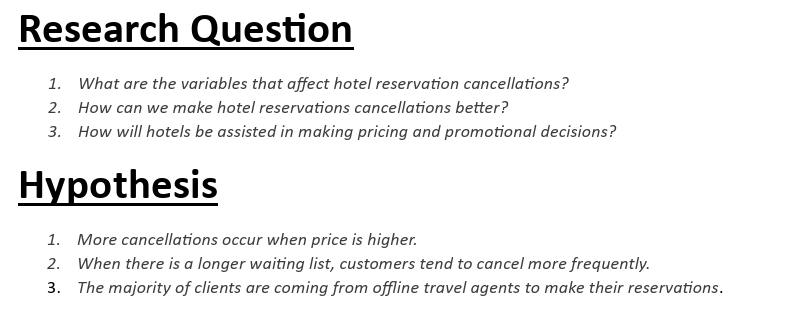 Research Question
1. What are the variables that affect hotel reservation cancellations?
2. How can we make hotel reservations cancellations better?
3. How will hotels be assisted in making pricing and promotional decisions?
Hypothesis
1. More cancellations occur when price is higher.
2. When there is a longer waiting list, customers tend to cancel more frequently.
3. The majority of clients are coming from offline travel agents to make their reservations.